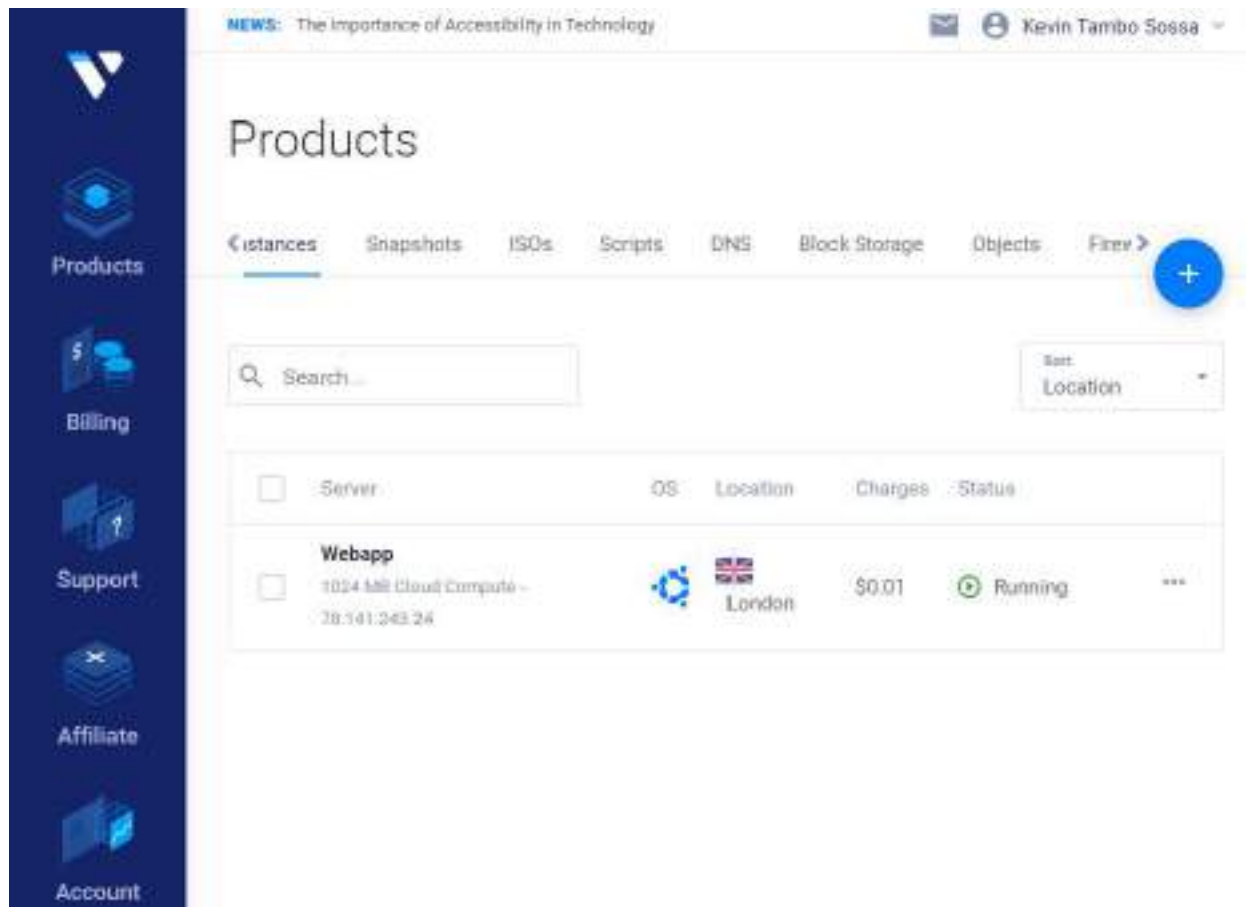 NEWS: The Importance of Accessibility in Technology
Kevin Tambo Sossa
Products
Products
istances Snapshots ISOs Scripts DNS Block Storage Objects Firew
+
Search...
Sort
Location
Billing
Server OS Location Charges Status
Webapp
1024 MB Cloud Compute -
78.141.243.24
London
$0.01
Running
...
Support
Affiliate
Account